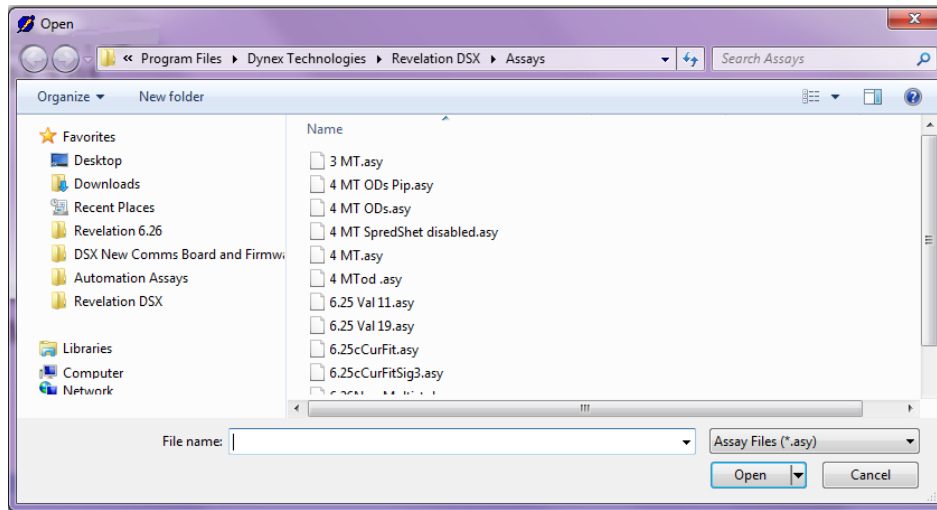 Open
« Program Files ▸ Dynex Technologies ▸ Revelation DSX ▸ Assays
Search Assays
Organize
New folder
Favorites
Desktop
Downloads
Recent Places
Revelation 6.26
DSX New Comms Board and Firmw
Automation Assays
Revelation DSX
Libraries
Computer
Network
Name
3 MT.asy
4 MT ODs Pip.asy
4 MT ODs.asy
4 MT SpredShet disabled.asy
4 MT.asy
4 MTod .asy
6.25 Val 11.asy
6.25 Val 19.asy
6.25cCurFit.asy
6.25cCurFitSig3.asy
File name:
Assay Files (*.asy)
Open
Cancel